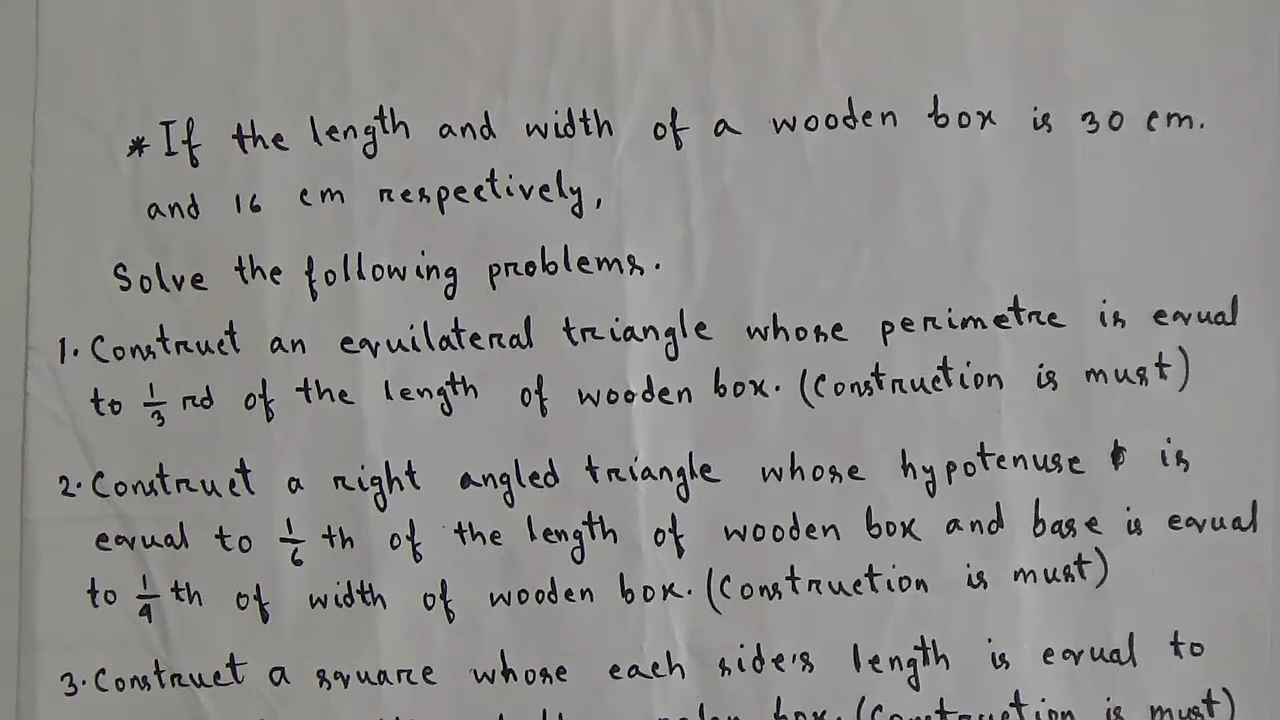 * If the length and width of a wooden box is 30 cm.
and 16 cm respectively,
Solve the following problems.
1. Construct an equilateral triangle whose perimetre is equal
to 1/3 rd of the length of wooden box. (Construction is must)
2. Construct a right angled triangle whose hypotenuse is
equal to 1/6 th of the length of wooden box and base is equal
to 1/4 th of width of wooden box. (Construction is must)
3. Construct a square whose each side's length is equal to
box. (Construction is must)